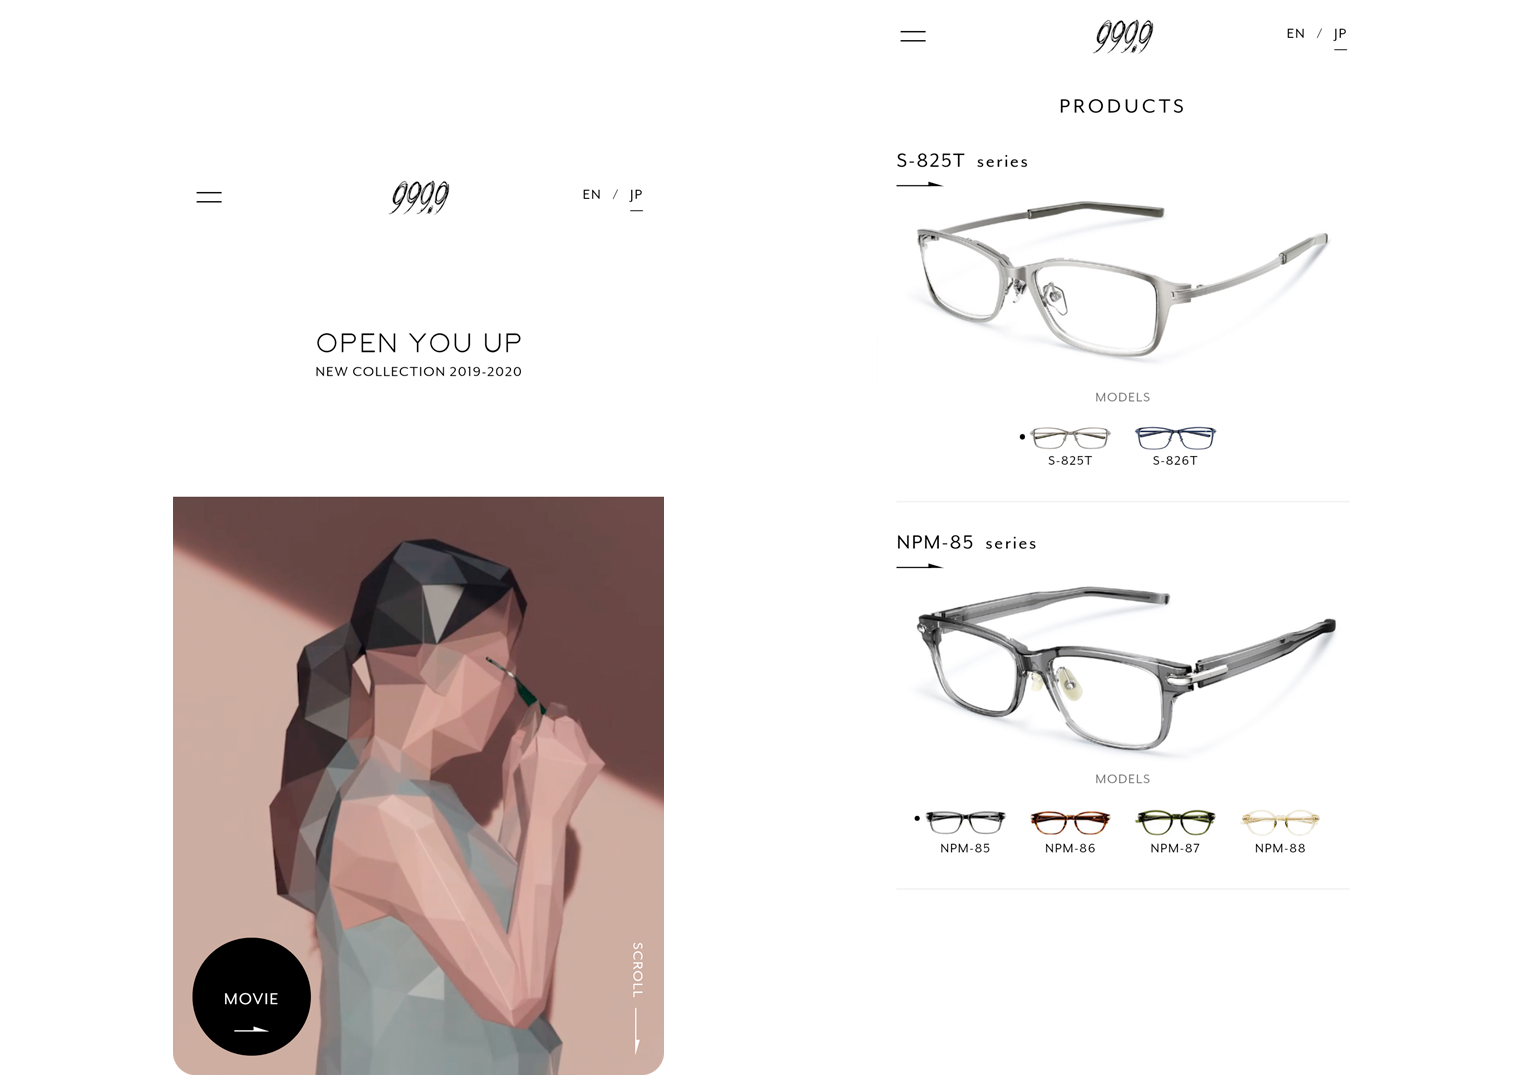 999.9
EN / JP
OPEN YOU UP
NEW COLLECTION 2019-2020
MOVIE
SCROLL
999.9
EN / JP
PRODUCTS
S-825T series
MODELS
S-825T
S-826T
NPM-85 series
MODELS
NPM-85
NPM-86
NPM-87
NPM-88